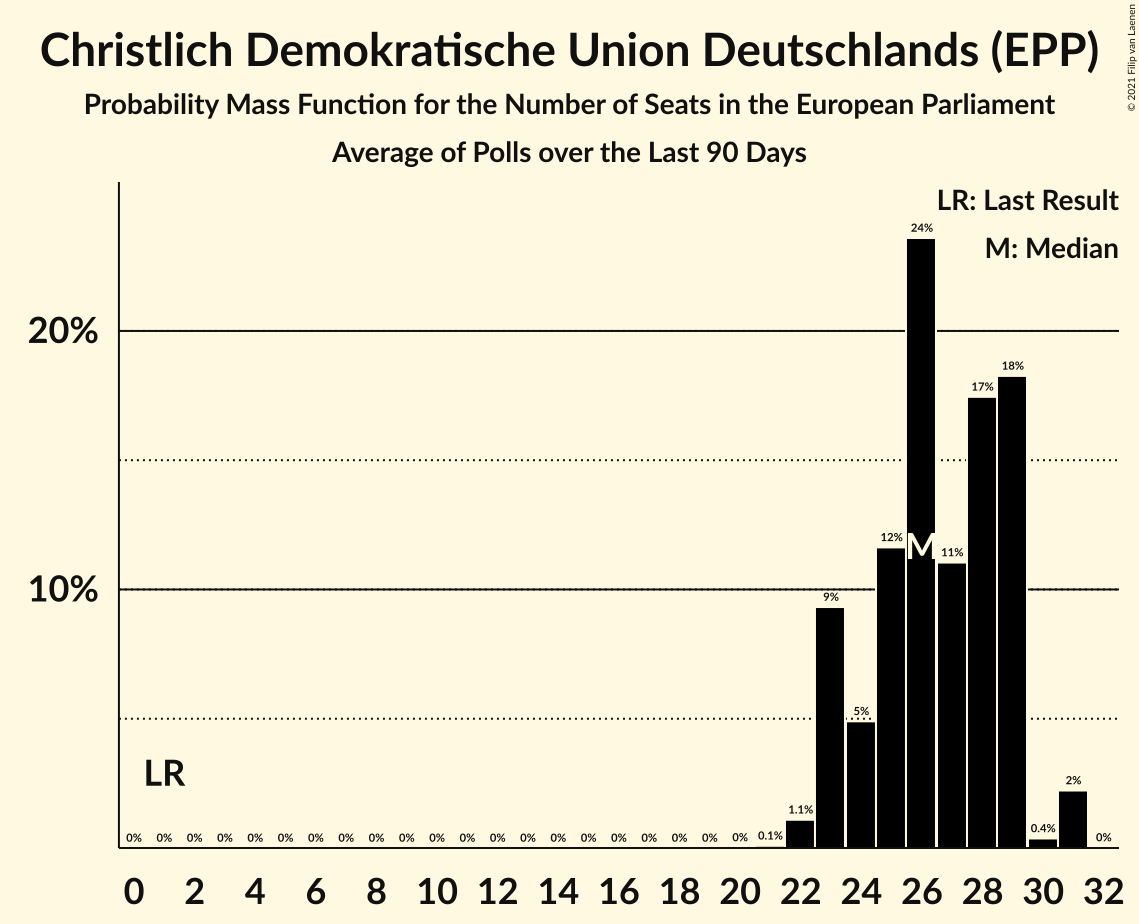 Christlich Demokratische Union Deutschlands (EPP)
Probability Mass Function for the Number of Seats in the European Parliament
Average of Polls over the Last 90 Days
© 2021 Filip van Laenen
LR: Last Result
M: Median
24%
20%
18%
17%
12%
M
11%
10%
9%
5%
LR
2%
1.1%
0% 0% 0% 0% 0% 0% 0% 0% 0% 0% 0% 0% 0% 0% 0% 0% 0% 0% 0% 0% 0% 0.1% 0.4% 0%
0 2 4 6 8 10 12 14 16 18 20 22 24 26 28 30 32